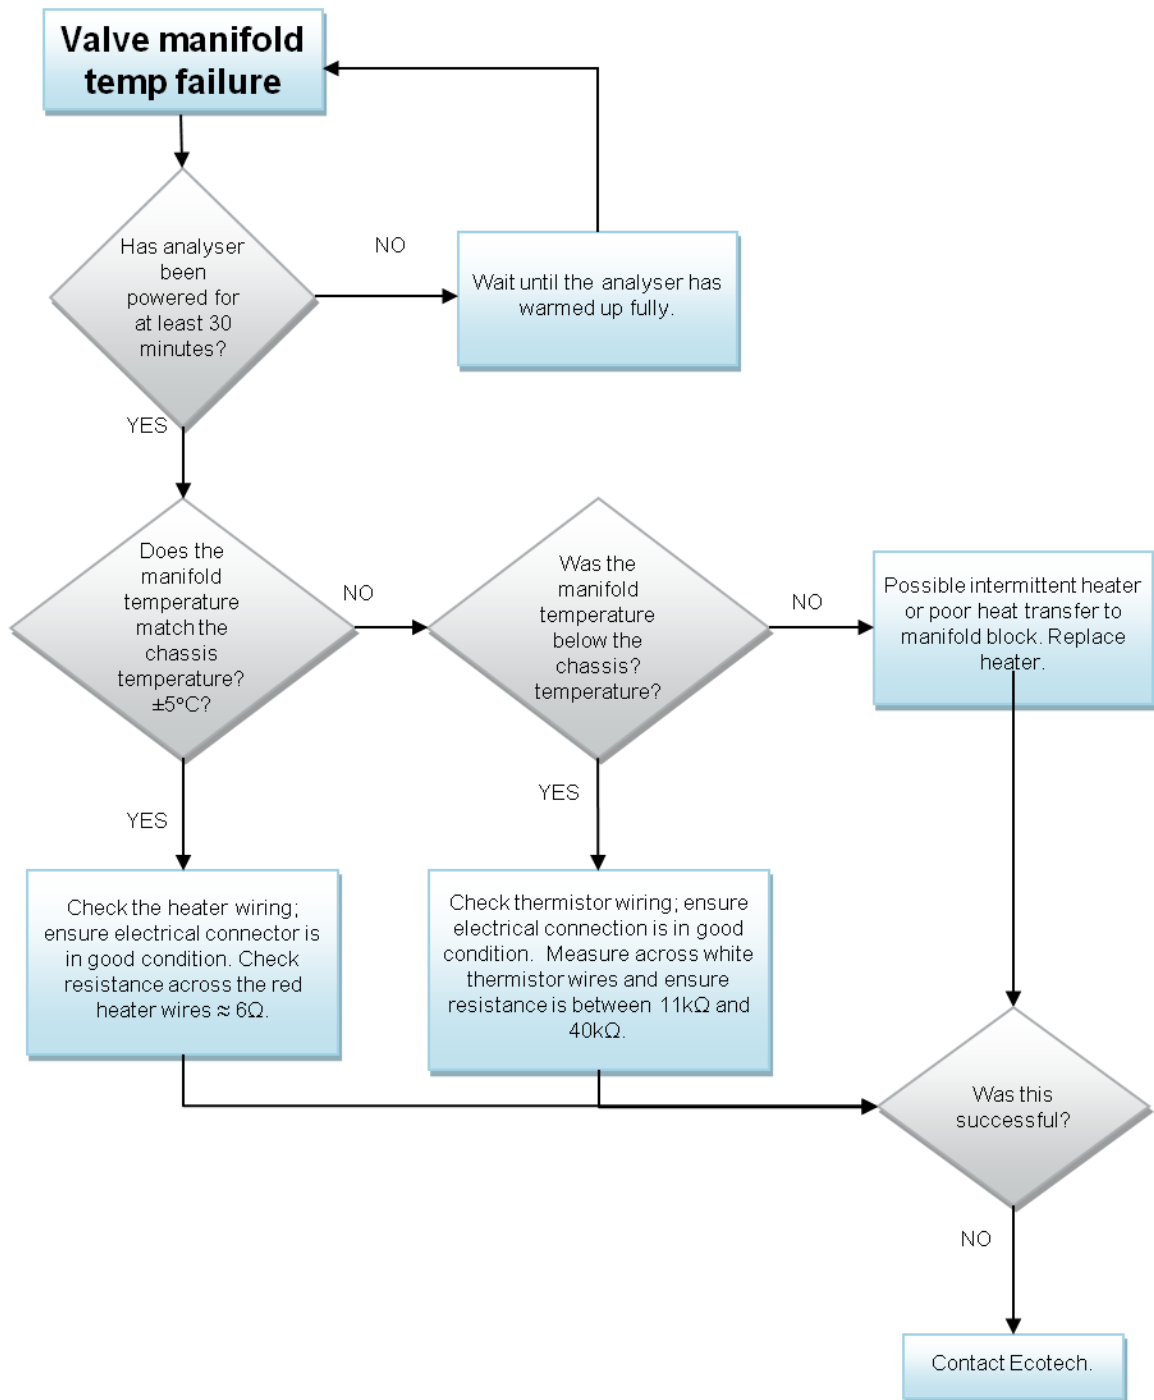 Valve manifold
temp failure
Has analyser
been
powered for
at least 30
minutes?
NO
Wait until the analyser has
warmed up fully.
YES
Does the
manifold
temperature
match the
chassis
temperature?
±5°C?
NO
Was the
manifold
temperature
below the
chassis?
temperature?
NO
Possible intermittent heater
or poor heat transfer to
manifold block. Replace
heater.
YES
YES
Check the heater wiring;
ensure electrical connector is
in good condition. Check
resistance across the red
heater wires ≈ 6Ω.
Check thermistor wiring; ensure
electrical connection is in good
condition. Measure across white
thermistor wires and ensure
resistance is between 11kΩ and
40kΩ.
Was this
successful?
NO
Contact Ecotech.